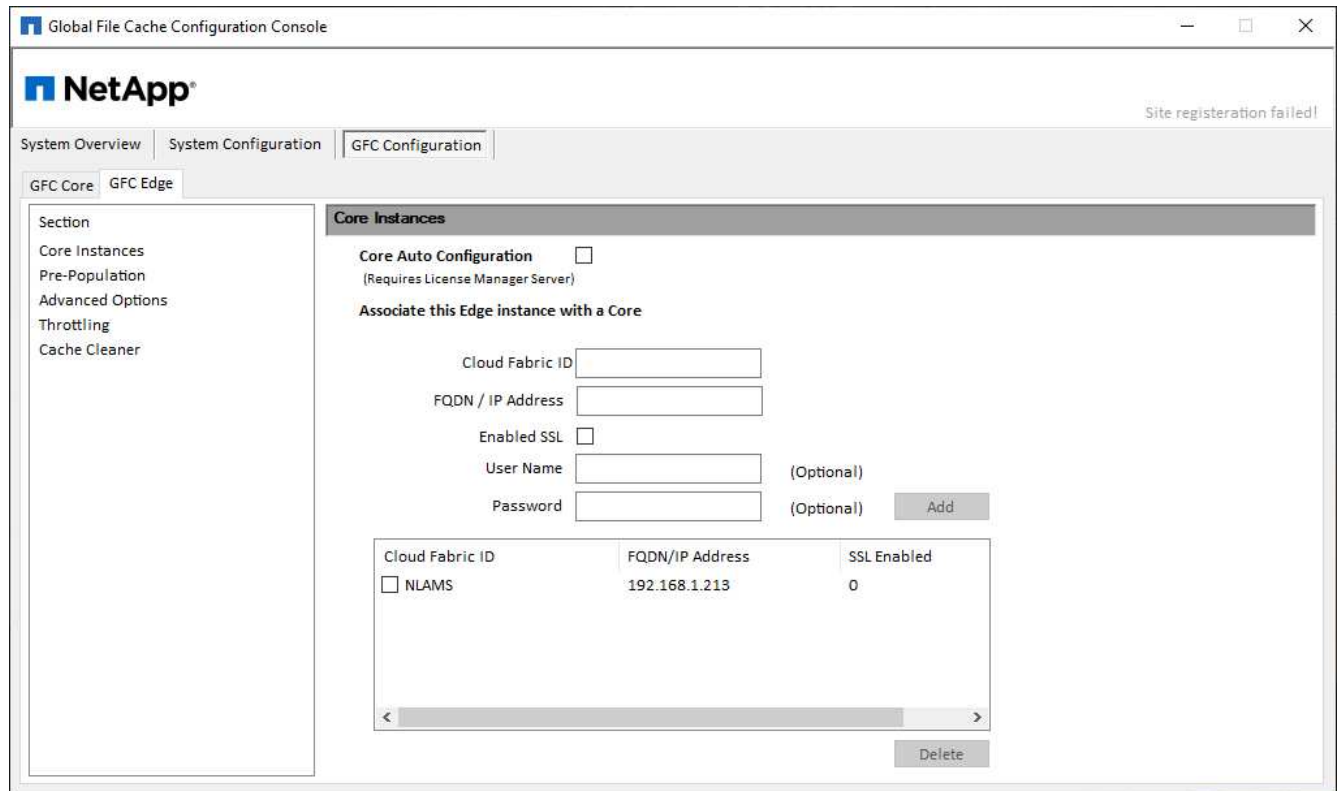 Global File Cache Configuration Console
NetApp®
Site registeration failed!
System Overview System Configuration GFC Configuration
GFC Core GFC Edge
Section
Core Instances
Pre-Population
Advanced Options
Throttling
Cache Cleaner
Core Instances
Core Auto Configuration
(Requires License Manager Server)
Associate this Edge instance with a Core
Cloud Fabric ID
FQDN / IP Address
Enabled SSL
User Name (Optional)
Password (Optional) Add
Cloud Fabric ID FQDN/IP Address SSL Enabled
NLAMS 192.168.1.213 0
Delete